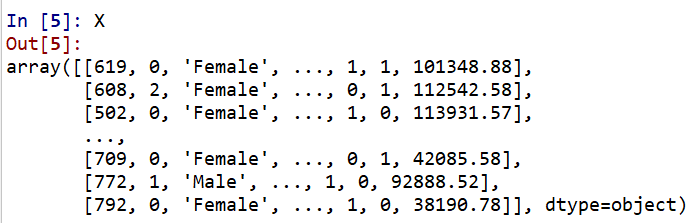 In [5]: X
Out[5]:
array([[619, 0, 'Female', ..., 1, 1, 101348.88],
[608, 2, 'Female', ..., 0, 1, 112542.58],
[502, 0, 'Female', ..., 1, 0, 113931.57],
...,
[709, 0, 'Female', ..., 0, 1, 42085.58],
[772, 1, 'Male', ..., 1, 0, 92888.52],
[792, 0, 'Female', ..., 1, 0, 38190.78]], dtype=object)